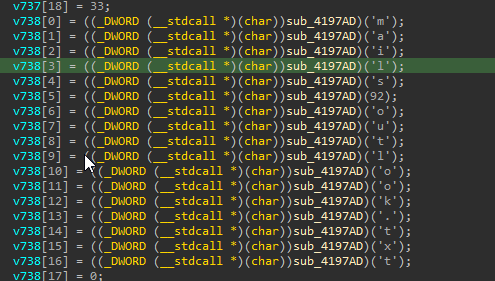 v737[18] = 33;
v738[0] = ((_DWORD (__stdcall *)(char))sub_4197AD)('m');
v738[1] = ((_DWORD (__stdcall *)(char))sub_4197AD)('a');
v738[2] = ((_DWORD (__stdcall *)(char))sub_4197AD)('i');
v738[3] = ((_DWORD (__stdcall *)(char))sub_4197AD)('l');
v738[4] = ((_DWORD (__stdcall *)(char))sub_4197AD)('s');
v738[5] = ((_DWORD (__stdcall *)(char))sub_4197AD)(92);
v738[6] = ((_DWORD (__stdcall *)(char))sub_4197AD)('o');
v738[7] = ((_DWORD (__stdcall *)(char))sub_4197AD)('u');
v738[8] = ((_DWORD (__stdcall *)(char))sub_4197AD)('t');
v738[9] = ((_DWORD (__stdcall *)(char))sub_4197AD)('l');
v738[10] = ((_DWORD (__stdcall *)(char))sub_4197AD)('o');
v738[11] = ((_DWORD (__stdcall *)(char))sub_4197AD)('o');
v738[12] = ((_DWORD (__stdcall *)(char))sub_4197AD)('k');
v738[13] = ((_DWORD (__stdcall *)(char))sub_4197AD)('.');
v738[14] = ((_DWORD (__stdcall *)(char))sub_4197AD)('t');
v738[15] = ((_DWORD (__stdcall *)(char))sub_4197AD)('x');
v738[16] = ((_DWORD (__stdcall *)(char))sub_4197AD)('t');
v738[17] = 0;